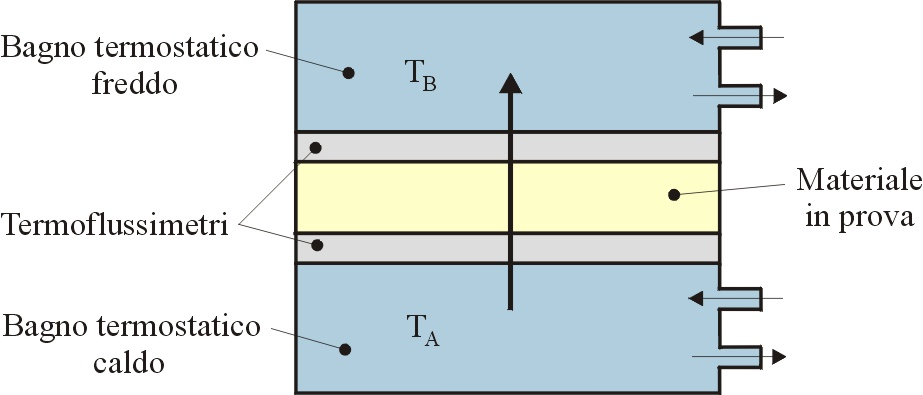 Bagno termostatico
freddo
T_B
Materiale
in prova
Termoflussimetri
Bagno termostatico
caldo
T_A